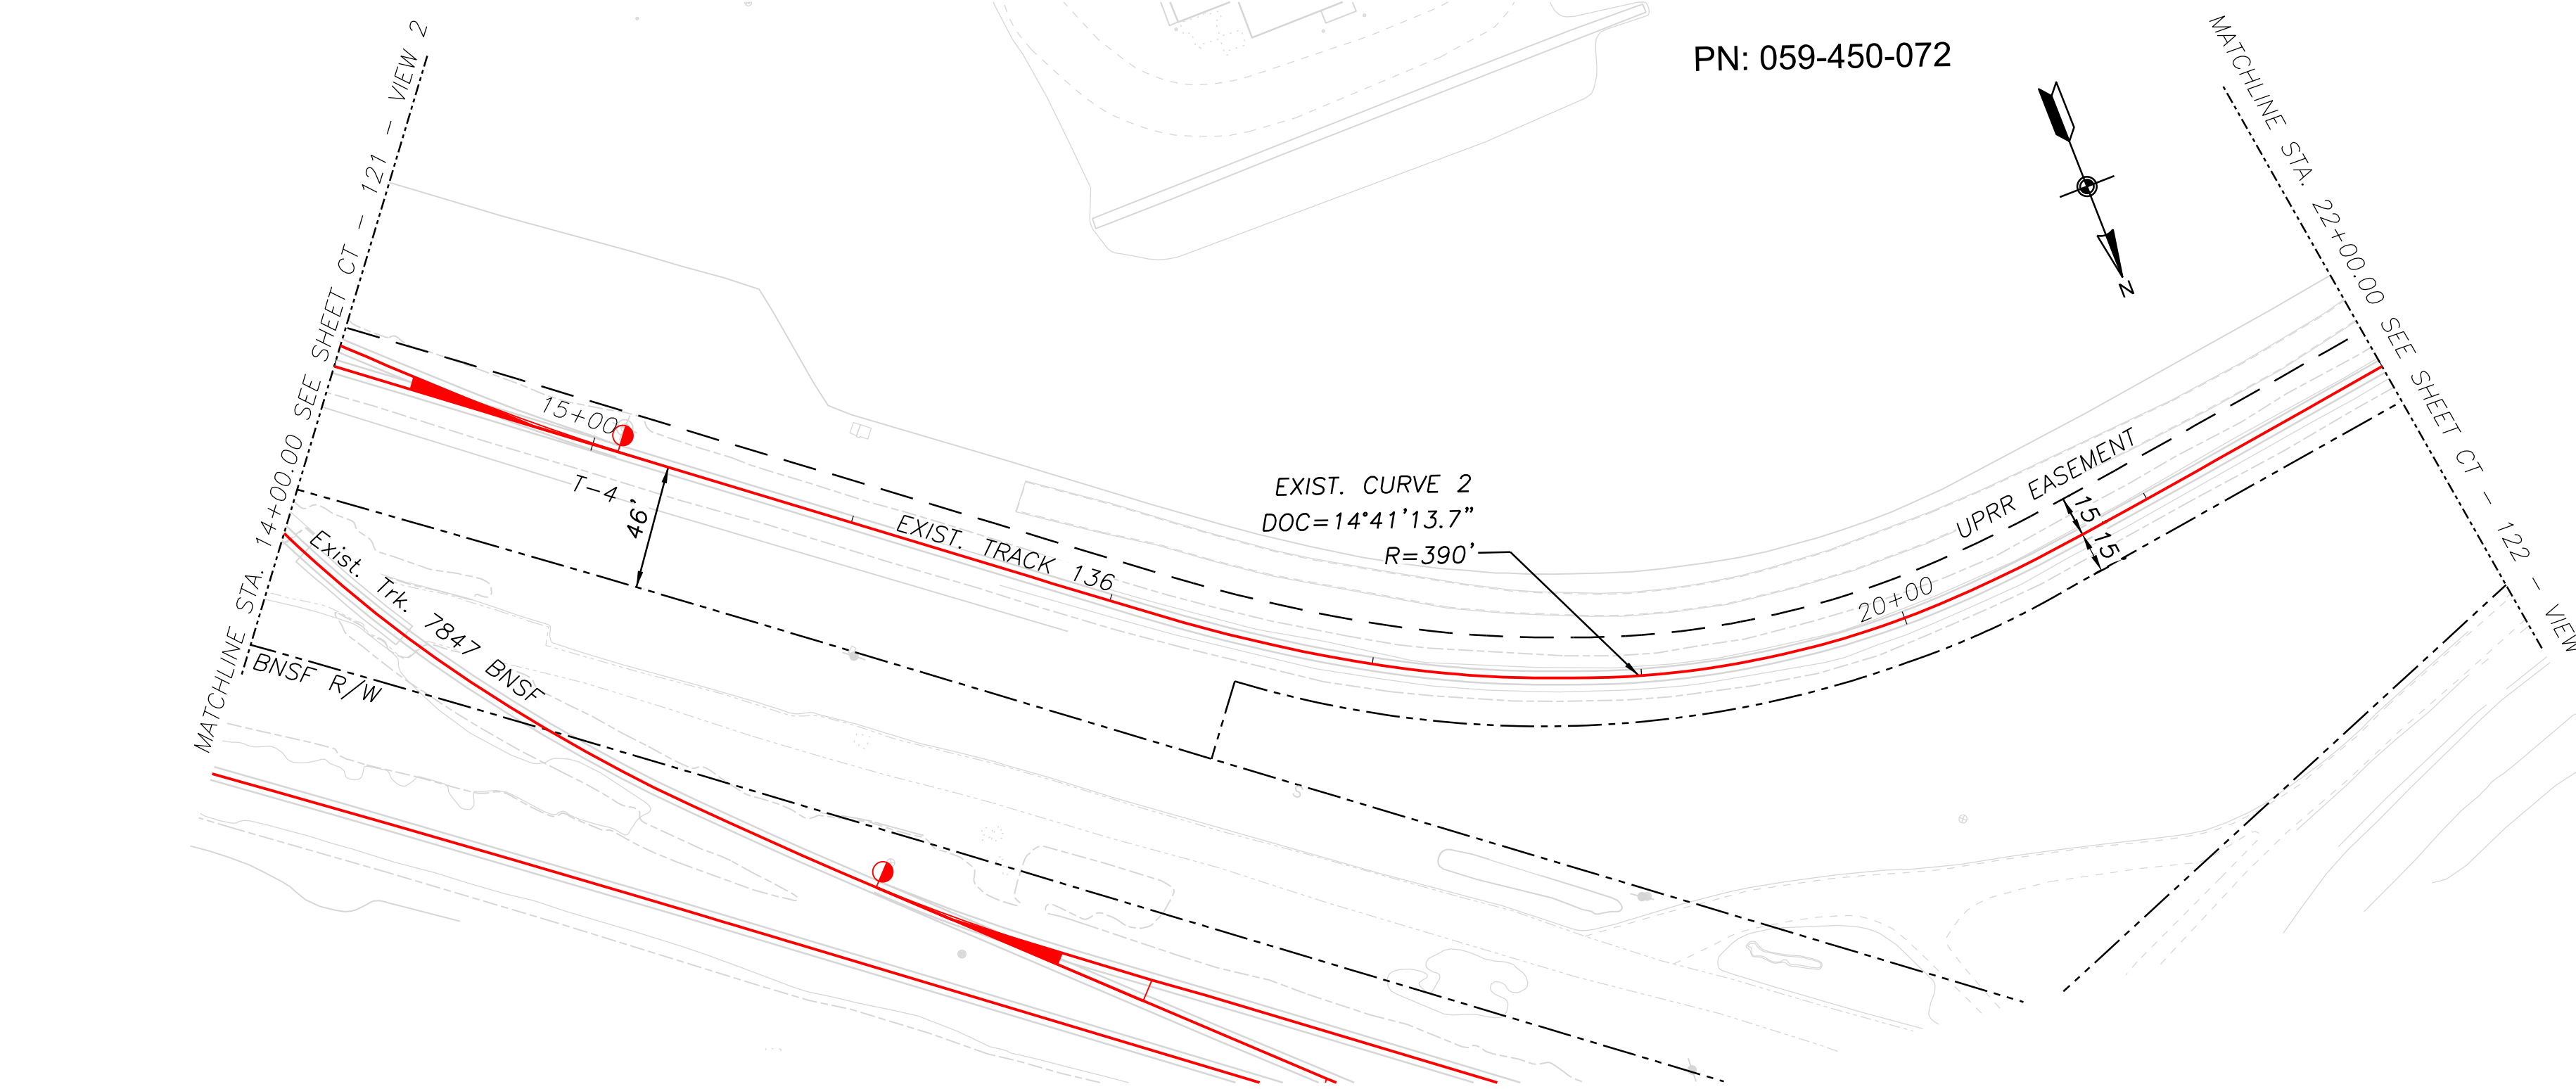 PN: 059-450-072
MATCHLINE STA. 14+00.00 SEE SHEET CT - 121 - VIEW 2
MATCHLINE STA. 22+00.00 SEE SHEET CT - 122 - VIEW
N
15+00
T-4
46'
EXIST. TRACK 136
EXIST. CURVE 2
DOC=14°41'13.7"
R=390'
UPRR EASEMENT
15'
15'
20+00
Exist. Trk. 7847 BNSF
BNSF R/W
S